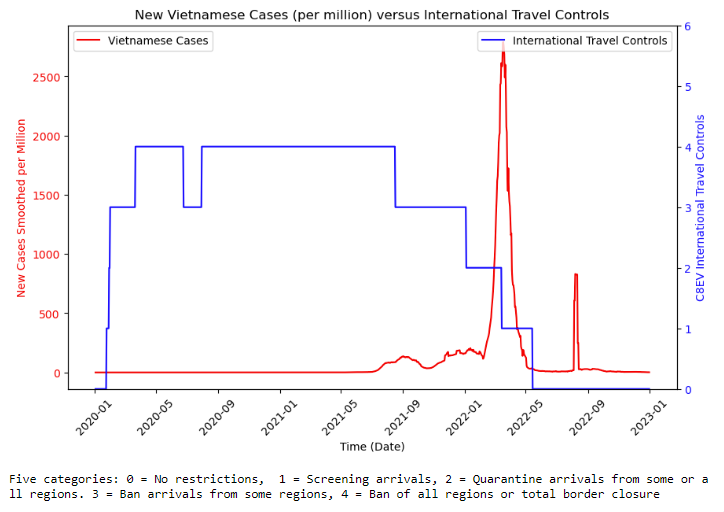 New Vietnamese Cases (per million) versus International Travel Controls
Vietnamese Cases
International Travel Controls
New Cases Smoothed per Million
2500
2000
1500
1000
500
0
6
5
4
3
2
1
0
C8EV International Travel Controls
2020-01
2020-05
2020-09
2021-01
2021-05
2021-09
2022-01
2022-05
2022-09
2023-01
Time (Date)
Five categories: 0 = No restrictions,  1 = Screening arrivals, 2 = Quarantine arrivals from some or a
ll regions. 3 = Ban arrivals from some regions, 4 = Ban of all regions or total border closure